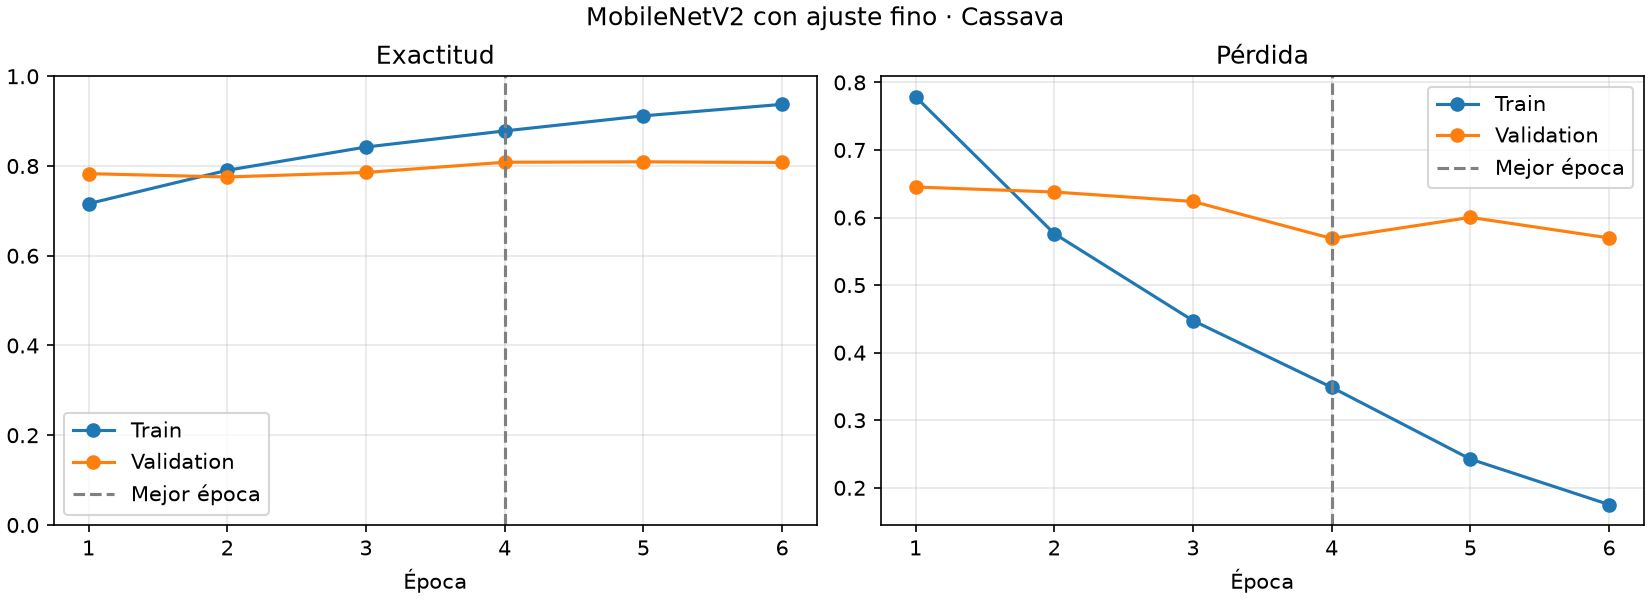 MobileNetV2 con ajuste fino · Cassava
Exactitud
1.0
0.8
0.6
0.4
0.2
0.0
Train
Validation
Mejor época
1 2 3 4 5 6
Época
Pérdida
0.8
0.7
0.6
0.5
0.4
0.3
0.2
Train
Validation
Mejor época
1 2 3 4 5 6
Época